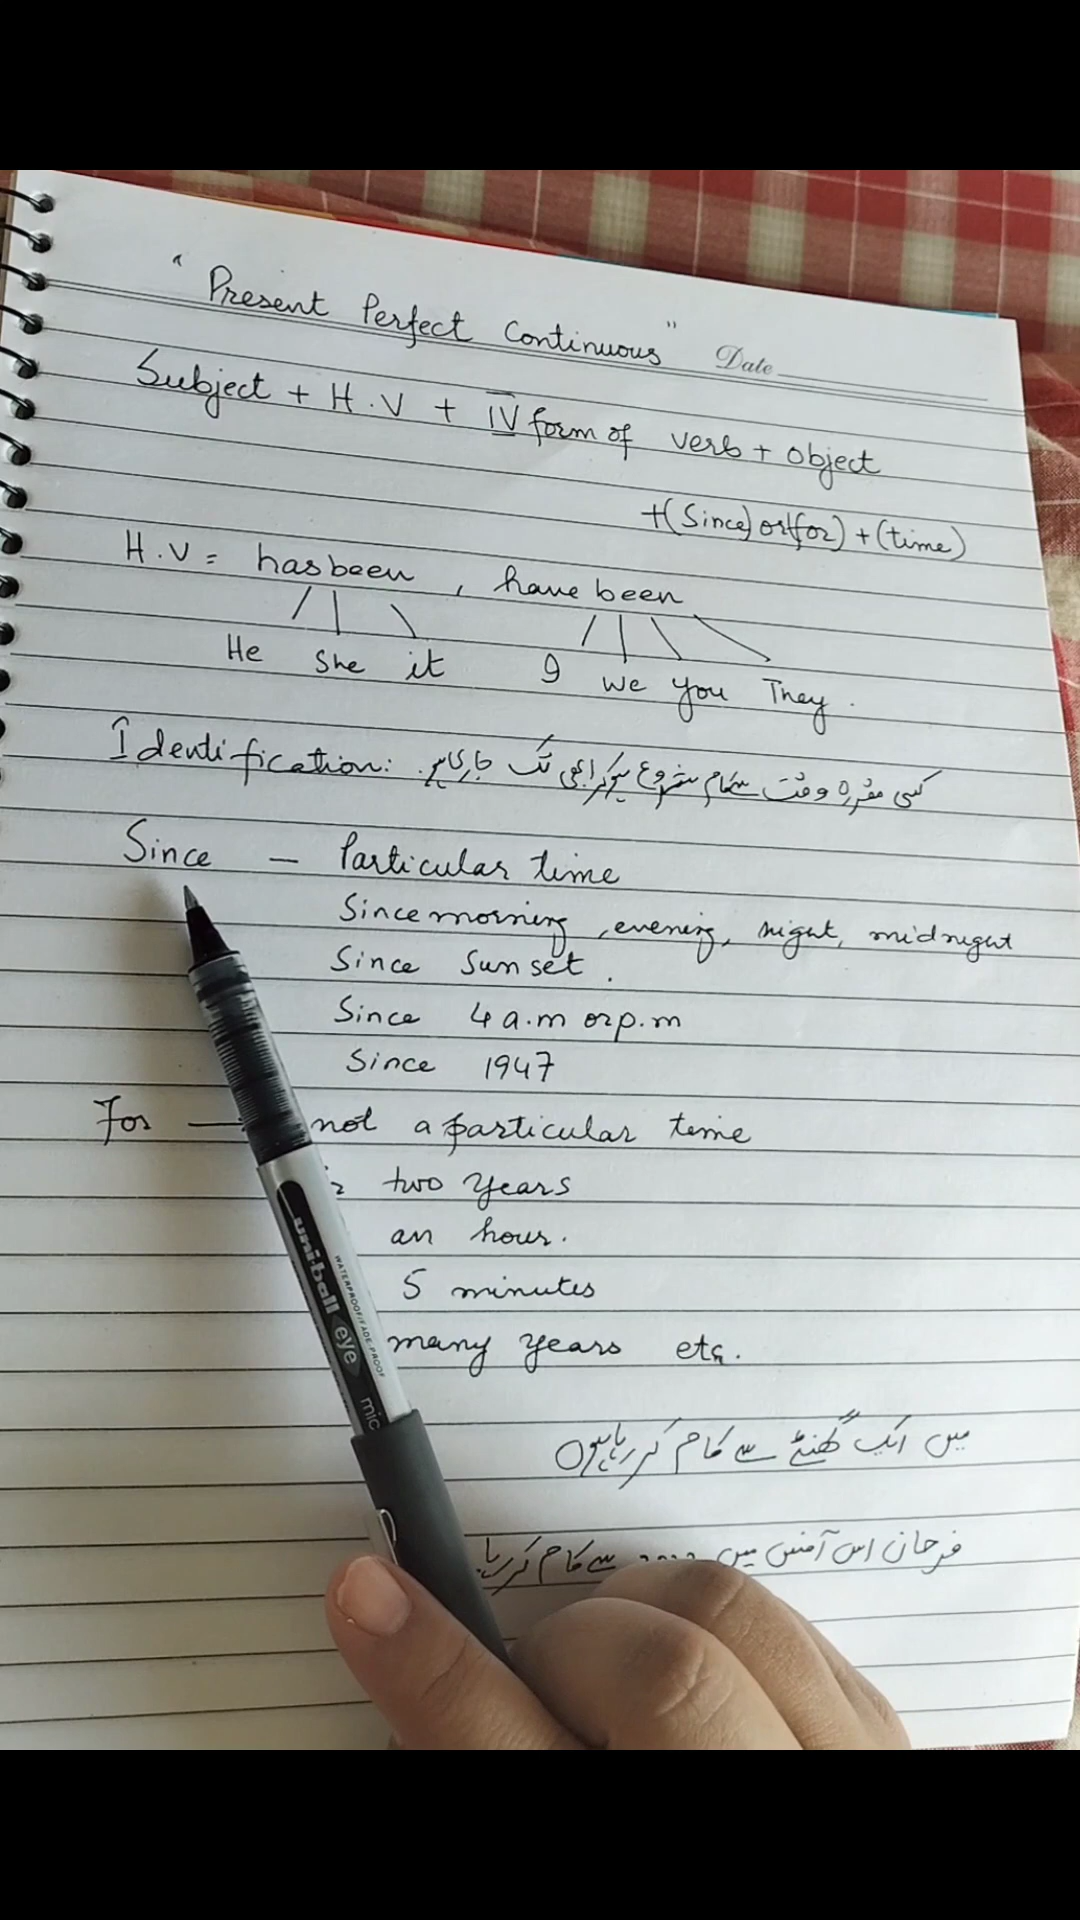 "Present Perfect Continuous"
Date
Subject + H.V + IV form of verb + object
+(Since) or (for) + (time)
H.V = has been, have been
He She it I we you They.
Identification: کسی مقررہ وقت سے کام شروع ہو کر ابھی تک جاری ہے۔
Since - Particular time
Since morning, evening, night, midnight
Since Sunset.
Since 4 a.m or p.m
Since 1947
For — not a particular time
two years
an hour.
5 minutes
many years etc.
میں ایک گھنٹے سے کام کر رہا ہوں
فرحان اس آفس میں سے کام کر رہا
uni-ball eye
WATERPROOF/FADE-PROOF
mic